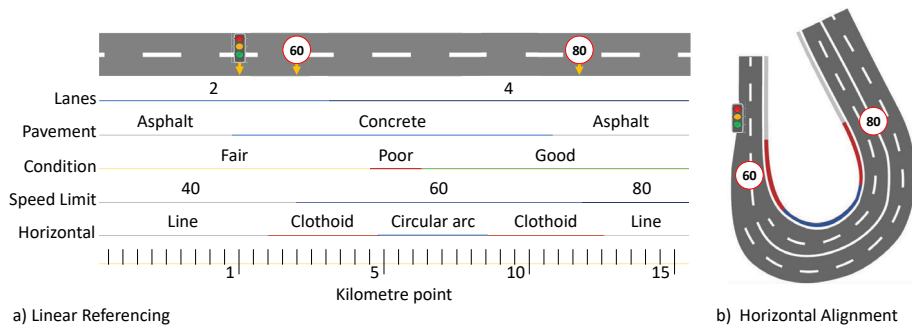 60
80
Lanes
2
4
Pavement
Asphalt
Concrete
Asphalt
Condition
Fair
Poor
Good
Speed Limit
40
60
80
Horizontal
Line
Clothoid
Circular arc
Clothoid
Line
1
5
10
15
Kilometre point
a) Linear Referencing
80
60
b) Horizontal Alignment